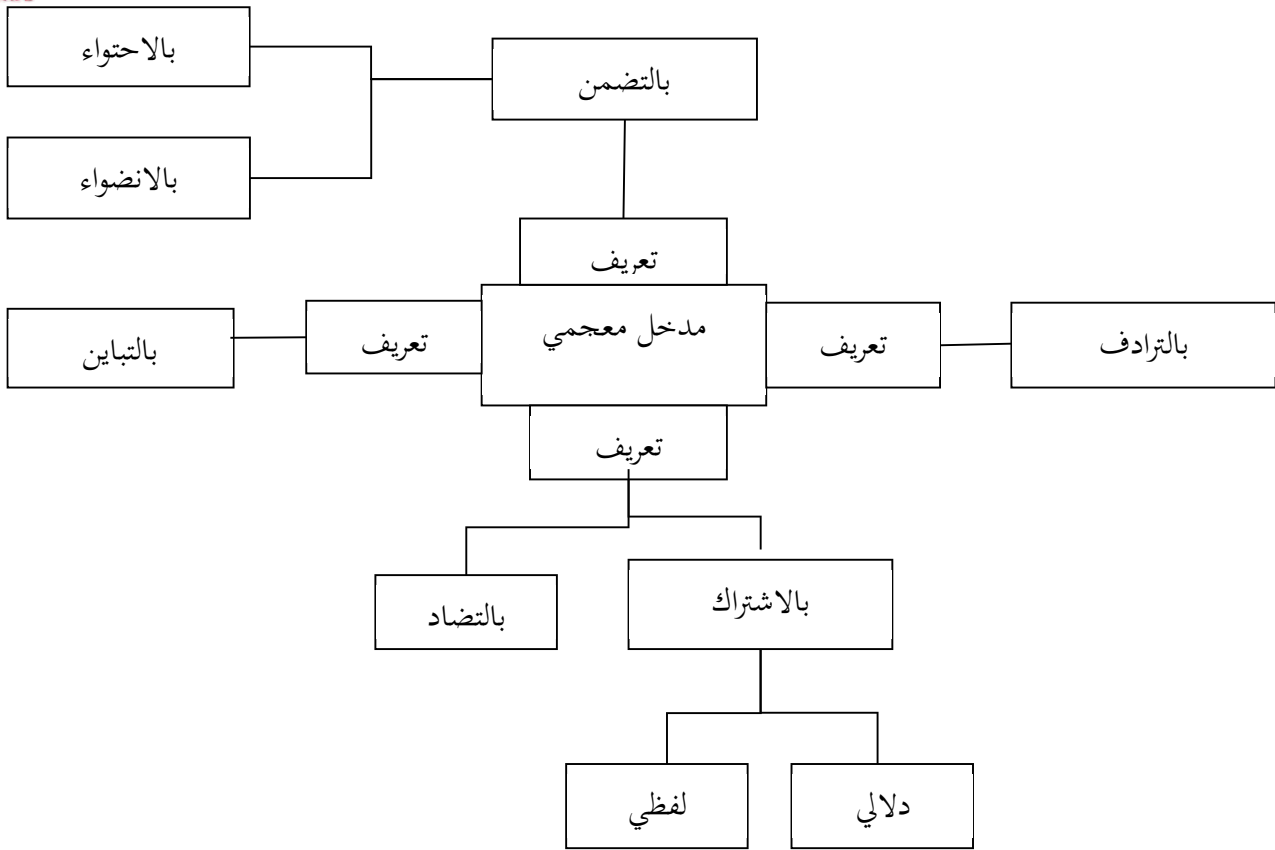 بالاحتواء
بالتضمن
بالانضواء
تعريف
بالترادف
تعريف
مدخل معجمي
تعريف
بالتباين
تعريف
بالاشتراك
بالتضاد
دلالي
لفظي